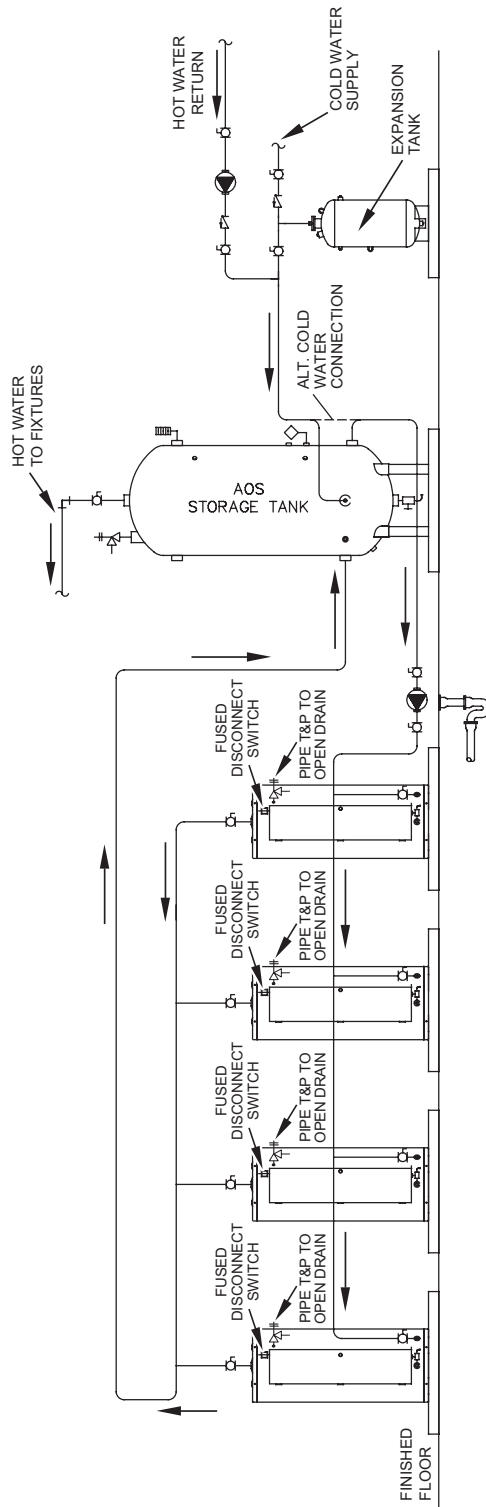 FINISHED
FLOOR
FUSED
DISCONNECT
SWITCH
PIPE T&P TO
OPEN DRAIN
FUSED
DISCONNECT
SWITCH
PIPE T&P TO
OPEN DRAIN
FUSED
DISCONNECT
SWITCH
PIPE T&P TO
OPEN DRAIN
FUSED
DISCONNECT
SWITCH
PIPE T&P TO
OPEN DRAIN
HOT WATER
TO FIXTURES
AOS
STORAGE TANK
ALT. COLD
WATER
CONNECTION
HOT WATER
RETURN
COLD WATER
SUPPLY
EXPANSION
TANK